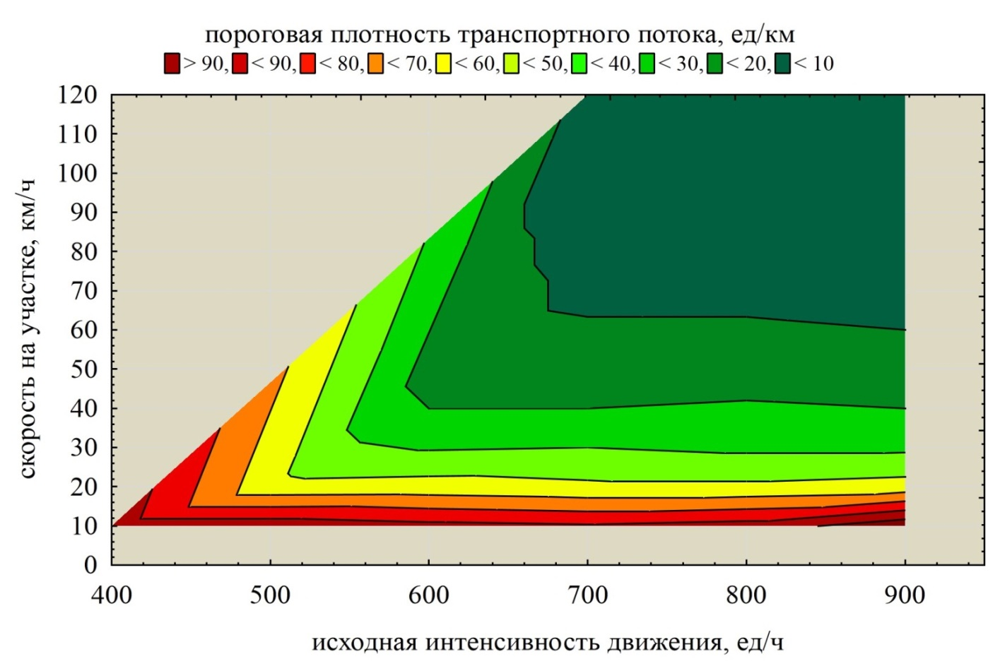 пороговая плотность транспортного потока, ед/км
> 90, < 90, < 80, < 70, < 60, < 50, < 40, < 30, < 20, < 10
120
110
100
90
80
70
60
50
40
30
20
10
0
скорость на участке, км/ч
400 500 600 700 800 900
исходная интенсивность движения, ед/ч